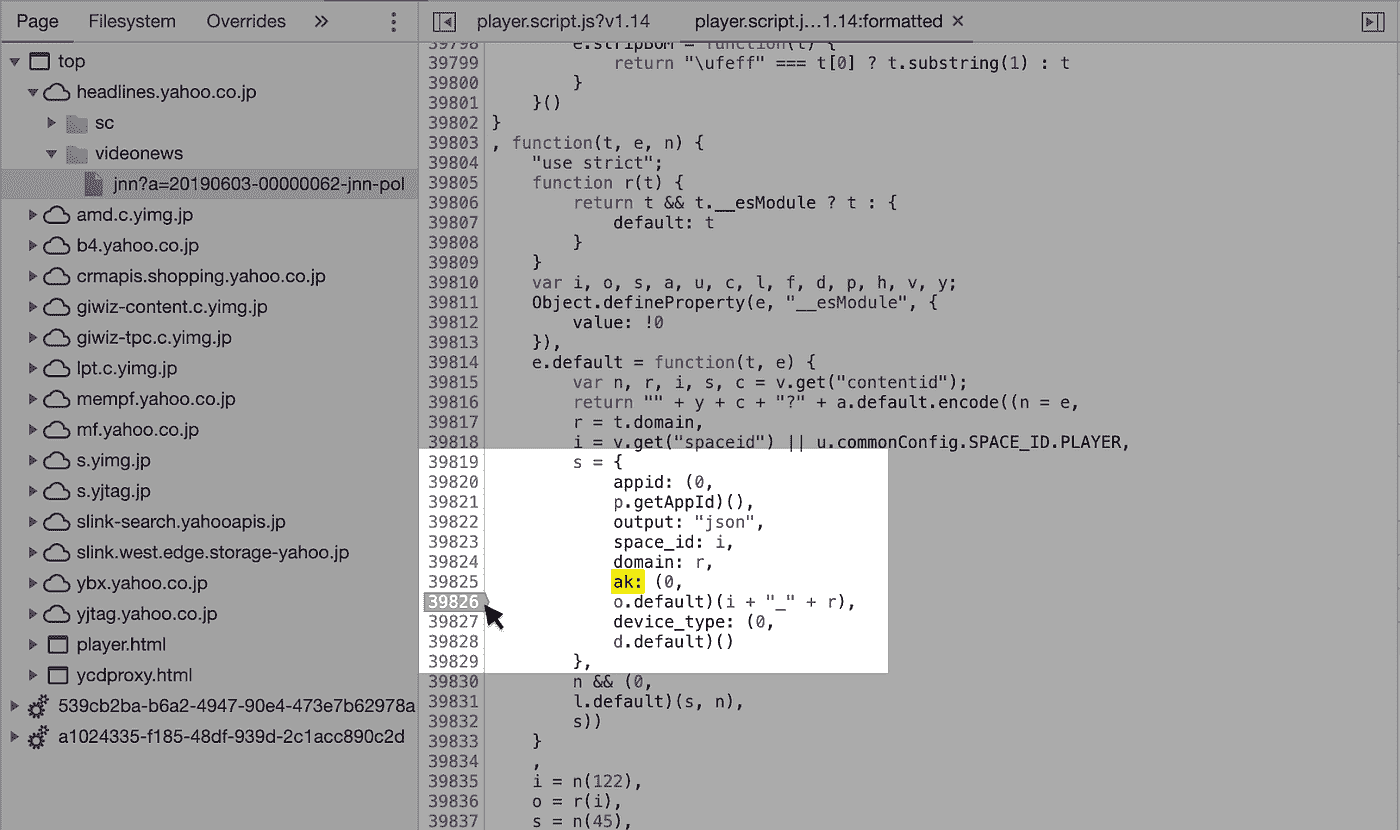 Page Filesystem Overrides »
top
headlines.yahoo.co.jp
sc
videonews
jnn?a=20190603-00000062-jnn-pol
amd.c.yimg.jp
b4.yahoo.co.jp
crmapis.shopping.yahoo.co.jp
giwiz-content.c.yimg.jp
giwiz-tpc.c.yimg.jp
lpt.c.yimg.jp
mempf.yahoo.co.jp
mf.yahoo.co.jp
s.yimg.jp
s.yjtag.jp
slink-search.yahooapis.jp
slink.west.edge.storage-yahoo.jp
ybx.yahoo.co.jp
yjtag.yahoo.co.jp
player.html
ycdproxy.html
539cb2ba-b6a2-4947-90e4-473e7b62978a
a1024335-f185-48df-939d-2c1acc890c2d
player.script.js?v1.14 player.script.j…1.14:formatted ×
39798 e.stripBOM = function(t) {
39799 return "\ufeff" === t[0] ? t.substring(1) : t
39800 }
39801 }()
39802 }
39803 , function(t, e, n) {
39804 "use strict";
39805 function r(t) {
39806 return t && t.__esModule ? t : {
39807 default: t
39808 }
39809 }
39810 var i, o, s, a, u, c, l, f, d, p, h, v, y;
39811 Object.defineProperty(e, "__esModule", {
39812 value: !0
39813 }),
39814 e.default = function(t, e) {
39815 var n, r, i, s, c = v.get("contentid");
39816 return "" + y + c + "?" + a.default.encode((n = e,
39817 r = t.domain,
39818 i = v.get("spaceid") || u.commonConfig.SPACE_ID.PLAYER,
39819 s = {
39820 appid: (0,
39821 p.getAppId)(),
39822 output: "json",
39823 space_id: i,
39824 domain: r,
39825 ak: (0,
39826 o.default)(i + "_" + r),
39827 device_type: (0,
39828 d.default)()
39829 },
39830 n && (0,
39831 l.default)(s, n),
39832 s))
39833 }
39834 ,
39835 i = n(122),
39836 o = r(i),
39837 s = n(45),